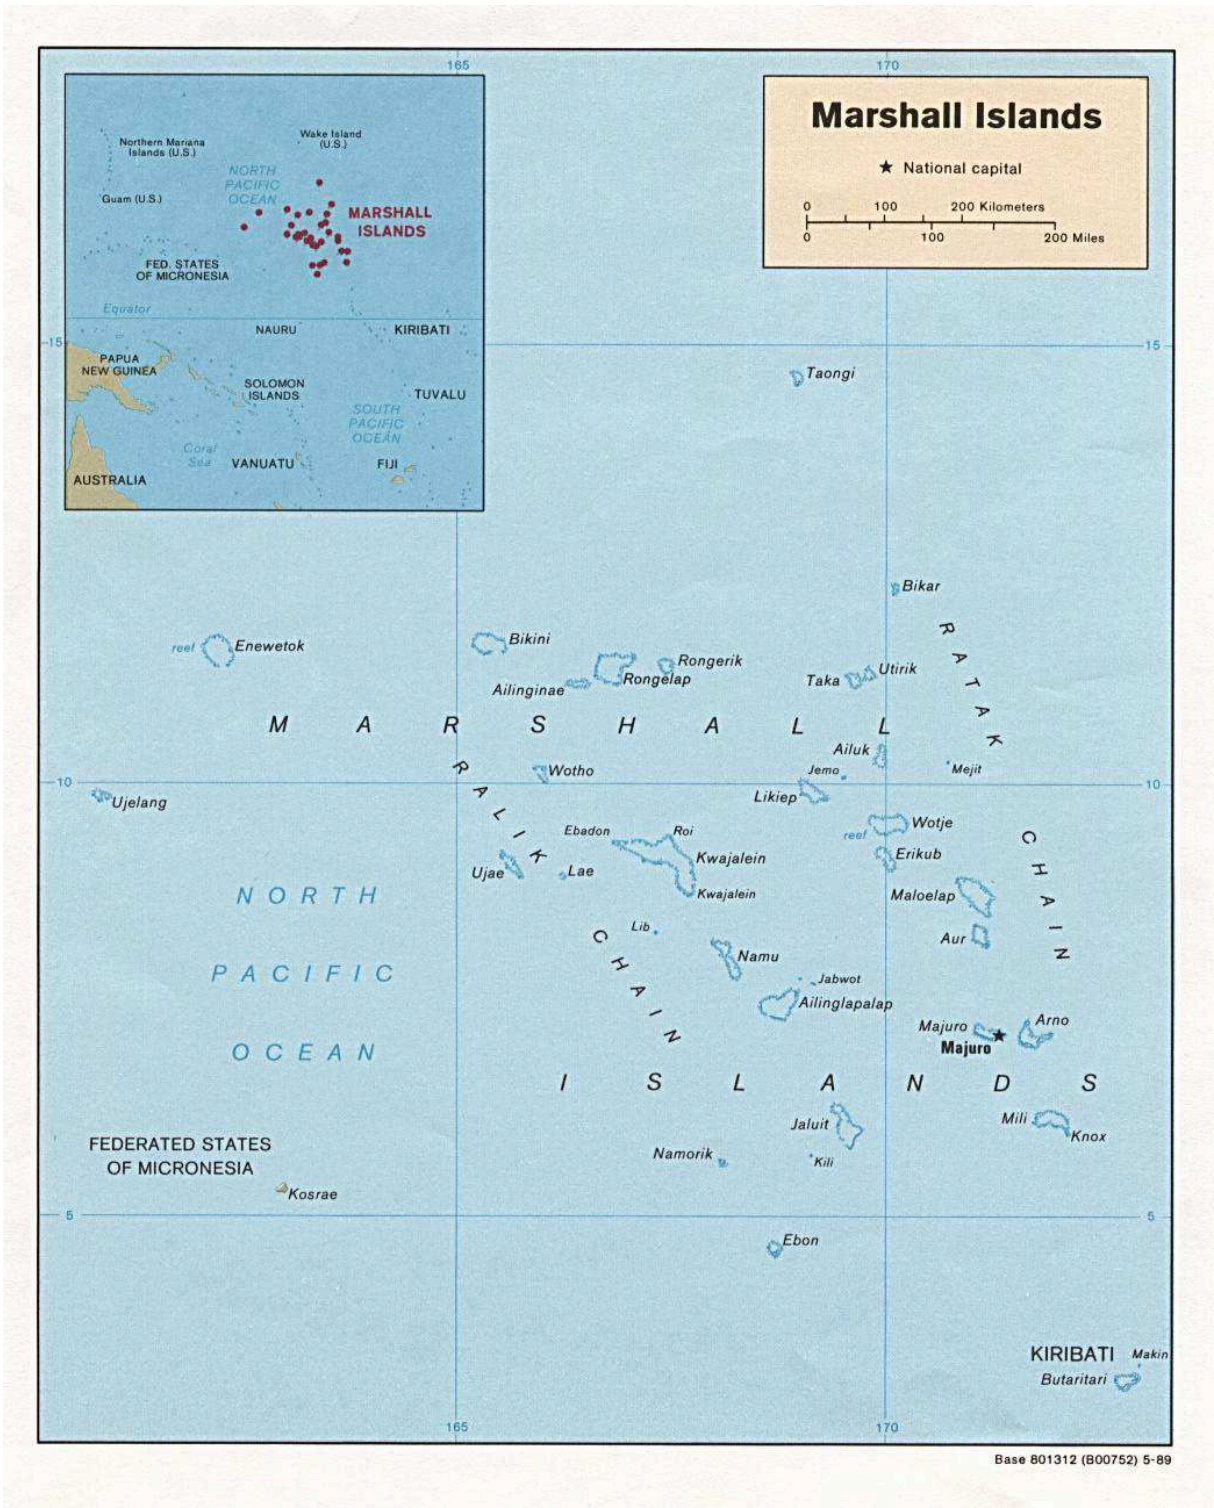 165
170
Marshall Islands
★ National capital
0 100 200 Kilometers
0 100 200 Miles
Northern Mariana
Islands (U.S.)
Wake Island
(U.S.)
NORTH
PACIFIC
OCEAN
Guam (U.S.)
MARSHALL
ISLANDS
FED. STATES
OF MICRONESIA
Equator
NAURU
KIRIBATI
PAPUA
NEW GUINEA
SOLOMON
ISLANDS
TUVALU
SOUTH
PACIFIC
OCEAN
Coral
Sea
VANUATU
FIJI
AUSTRALIA
15
15
Taongi
Bikar
reef
Enewetok
Bikini
Rongerik
Rongelap
Ailinginae
Taka
Utirik
RATAK
MARSHALL
Ailuk
Jemo
Mejit
Wotho
10
10
Ujelang
Likiep
RALIK
Ebadon
Roi
Kwajalein
Kwajalein
reef
Wotje
Erikub
CHAIN
Ujae
Lae
NORTH
Maloelap
Lib
Aur
CHAIN
Namu
PACIFIC
Jabwot
Ailinglapalap
Majuro
Majuro
Arno
OCEAN
ISLANDS
Jaluit
Mili
Knox
FEDERATED STATES
OF MICRONESIA
Namorik
Kili
Kosrae
5
5
Ebon
KIRIBATI
Makin
Butaritari
165
170
Base 801312 (B00752) 5-89